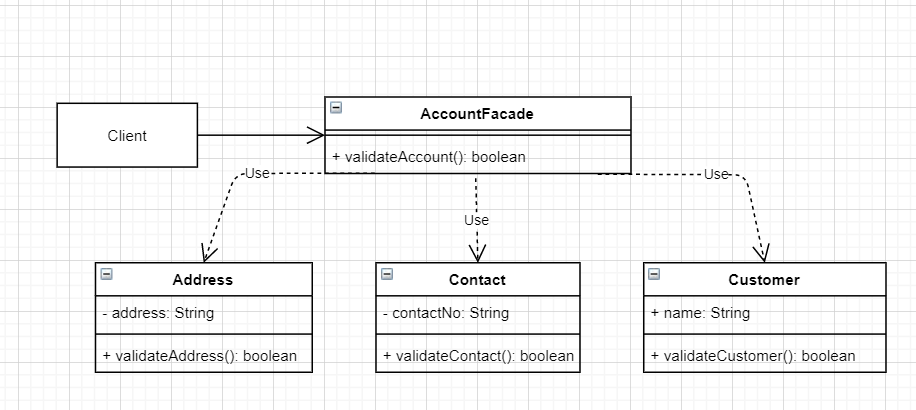 Client
AccountFacade
+ validateAccount(): boolean
Use
Use
Use
Address
- address: String
+ validateAddress(): boolean
Contact
- contactNo: String
+ validateContact(): boolean
Customer
+ name: String
+ validateCustomer(): boolean